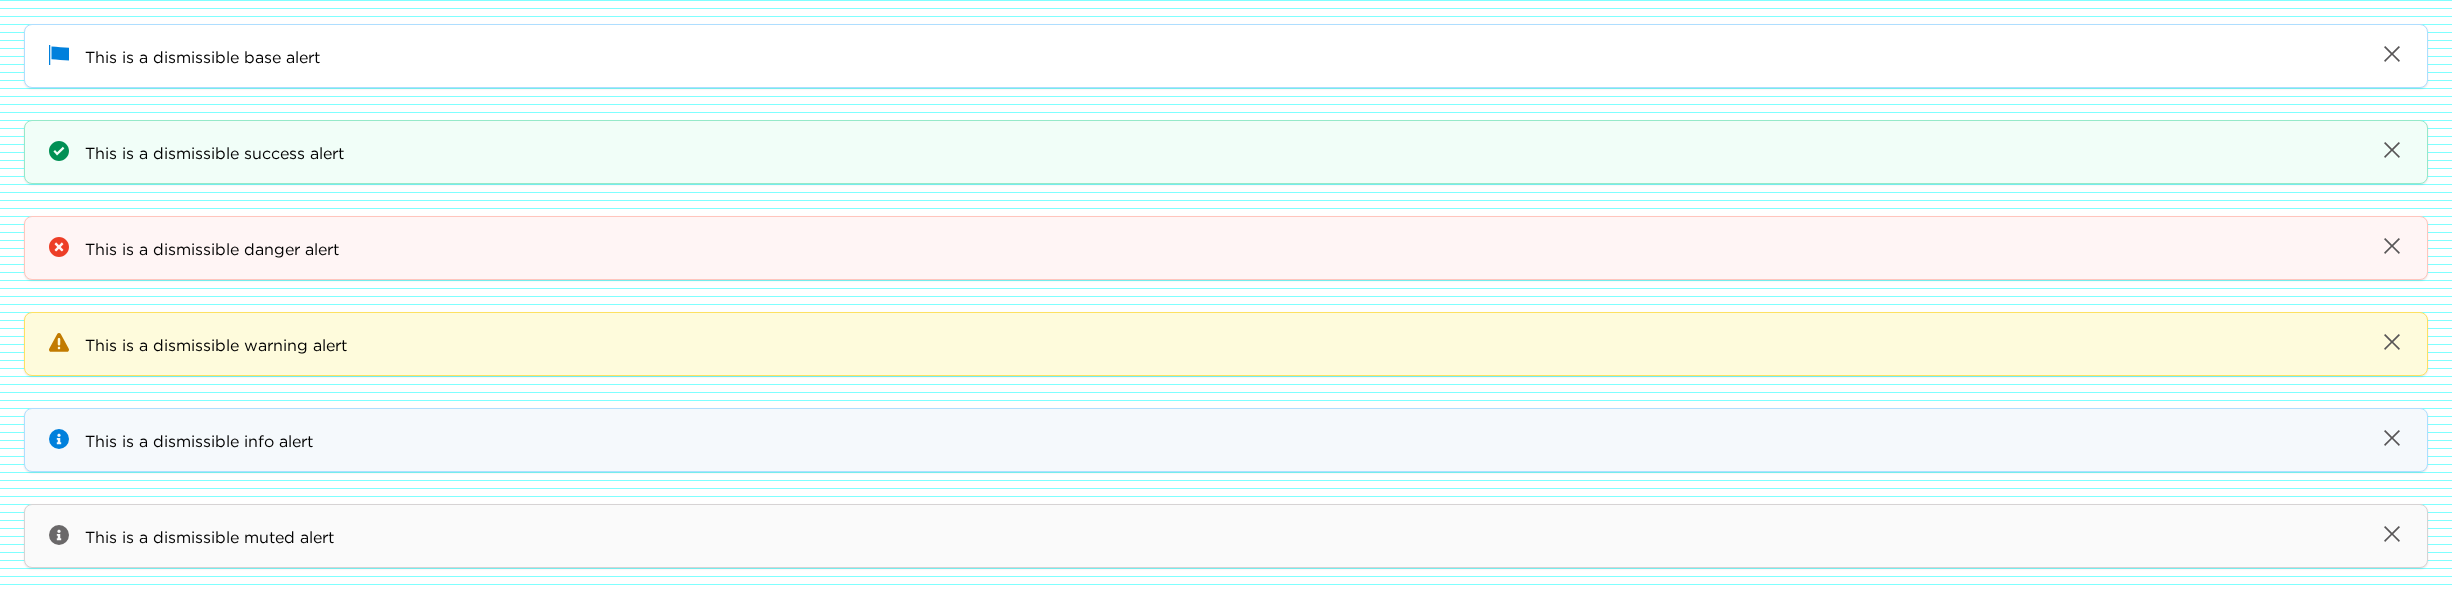 This is a dismissible base alert
This is a dismissible success alert
This is a dismissible danger alert
This is a dismissible warning alert
This is a dismissible info alert
This is a dismissible muted alert